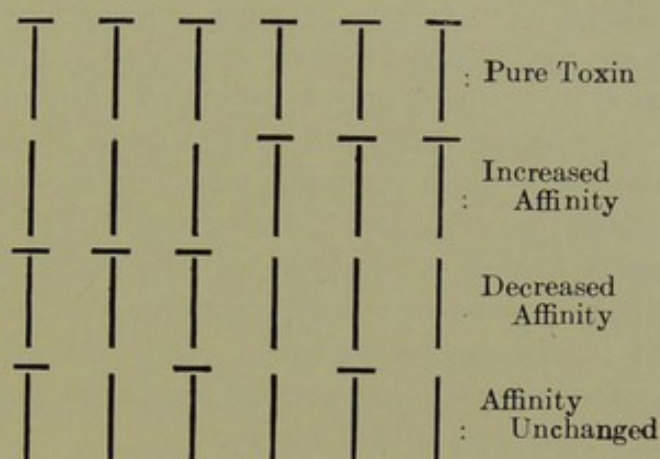 : Pure Toxin
Increased
: Affinity
Decreased
Affinity
Affinity
: Unchanged